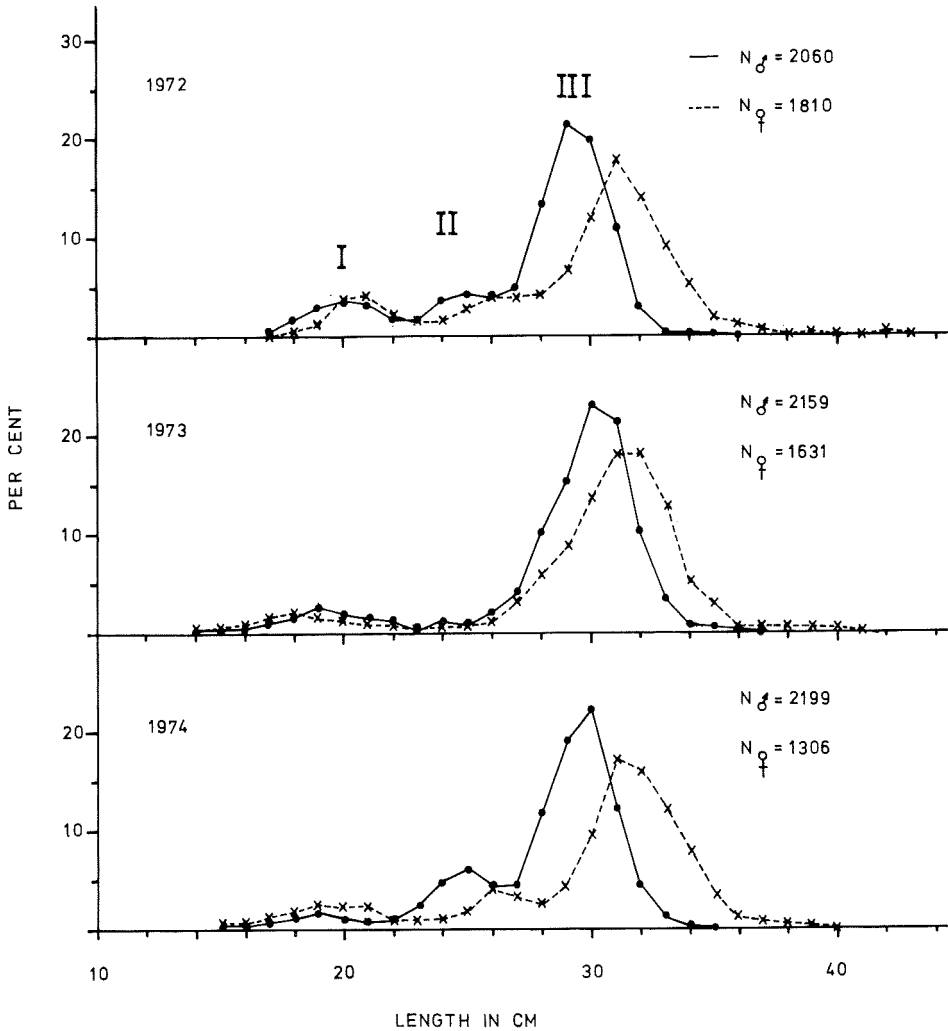 30
1972
III
N♂ = 2060
N♀ = 1810
20
II
10
I
PER CENT
1973
N♂ = 2159
N♀ = 1631
20
10
1974
N♂ = 2199
N♀ = 1306
20
10
10 20 30 40
LENGTH IN CM